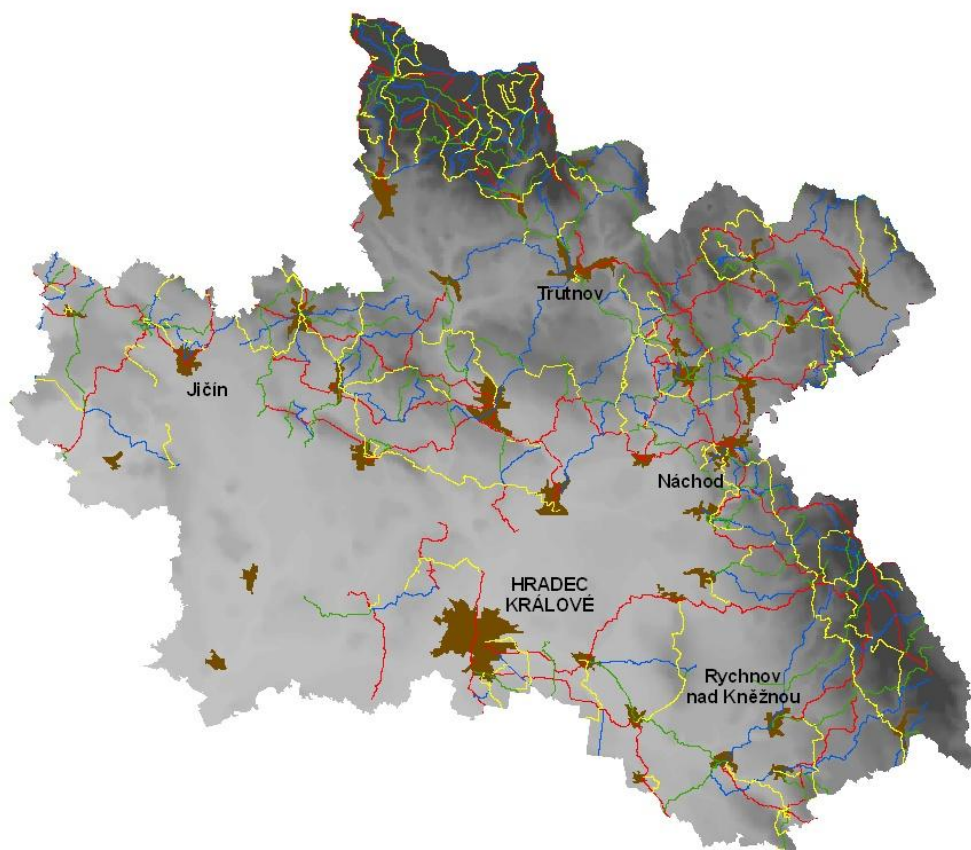 Trutnov
Jičín
Náchod
HRADEC
KRÁLOVÉ
Rychnov
nad Kněžnou